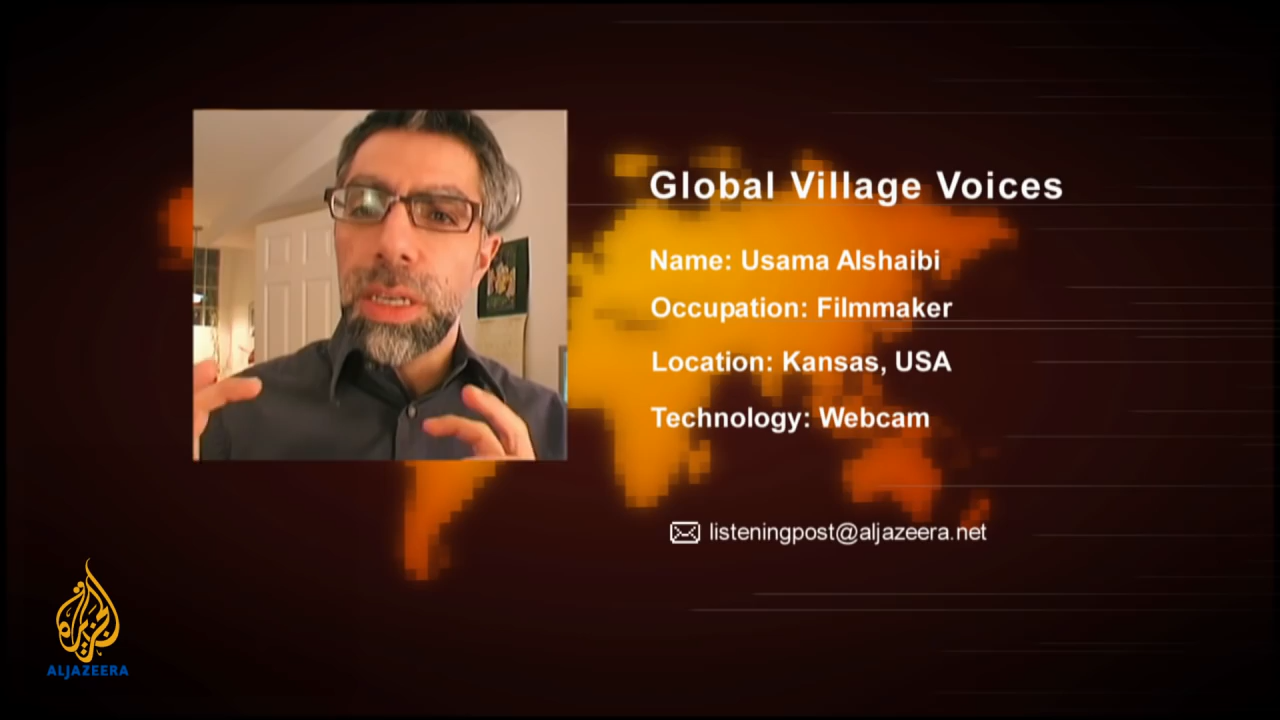 Global Village Voices
Name: Usama Alshaibi
Occupation: Filmmaker
Location: Kansas, USA
Technology: Webcam
listeningpost@aljazeera.net
الجزيرة
ALJAZEERA